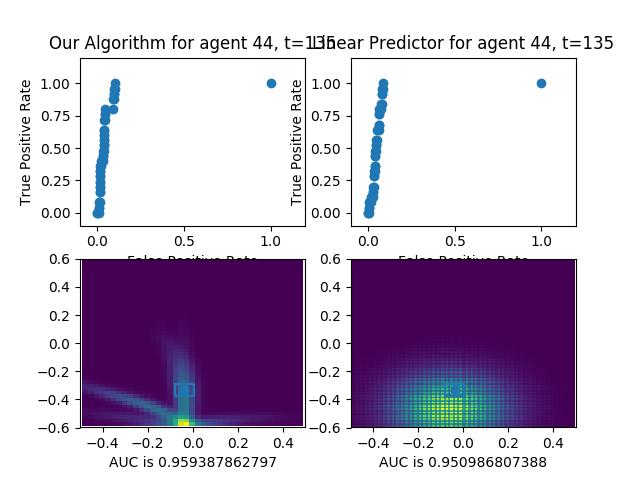 Our Algorithm for agent 44, t=135
Linear Predictor for agent 44, t=135
True Positive Rate
1.00
0.75
0.50
0.25
0.00
0.0 0.5 1.0
False Positive Rate
True Positive Rate
1.00
0.75
0.50
0.25
0.00
0.0 0.5 1.0
False Positive Rate
0.6
0.4
0.2
0.0
−0.2
−0.4
−0.6
−0.4 −0.2 0.0 0.2 0.4
AUC is 0.959387862797
0.6
0.4
0.2
0.0
−0.2
−0.4
−0.6
−0.4 −0.2 0.0 0.2 0.4
AUC is 0.950986807388